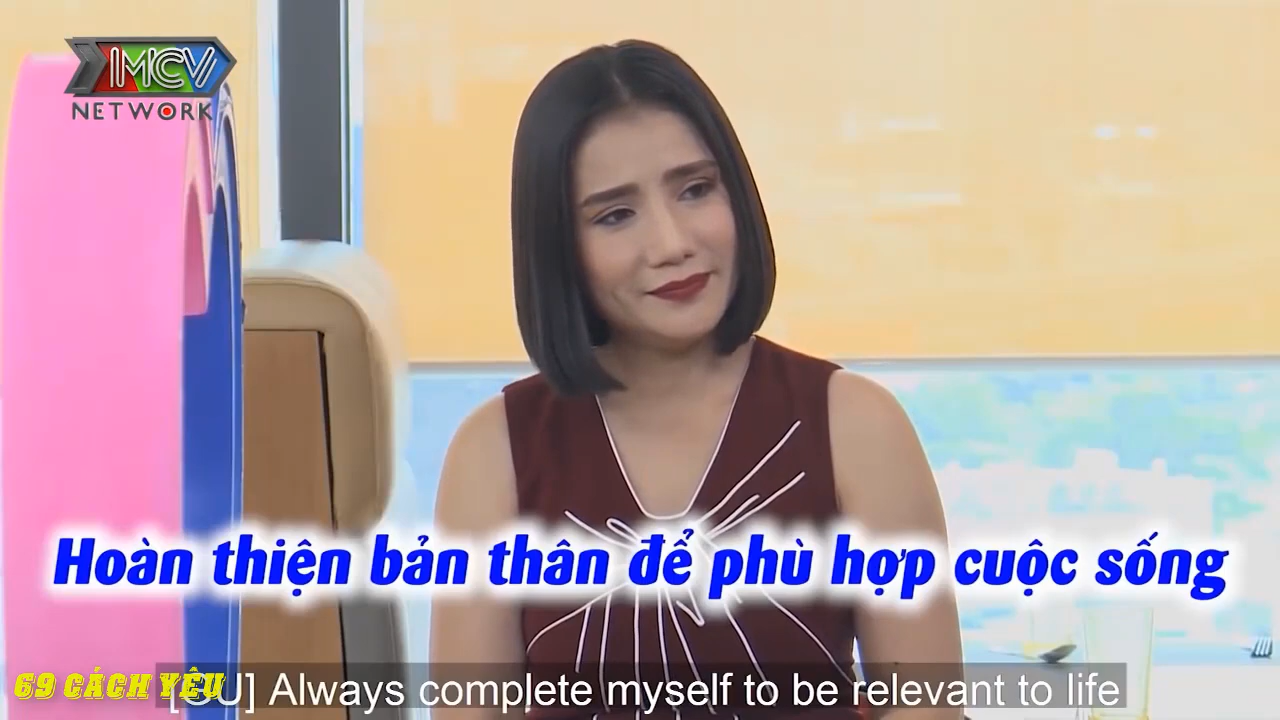 MCV
NETWORK
Hoàn thiện bản thân để phù hợp cuộc sống
69 CÁCH YÊU
Always complete myself to be relevant to life